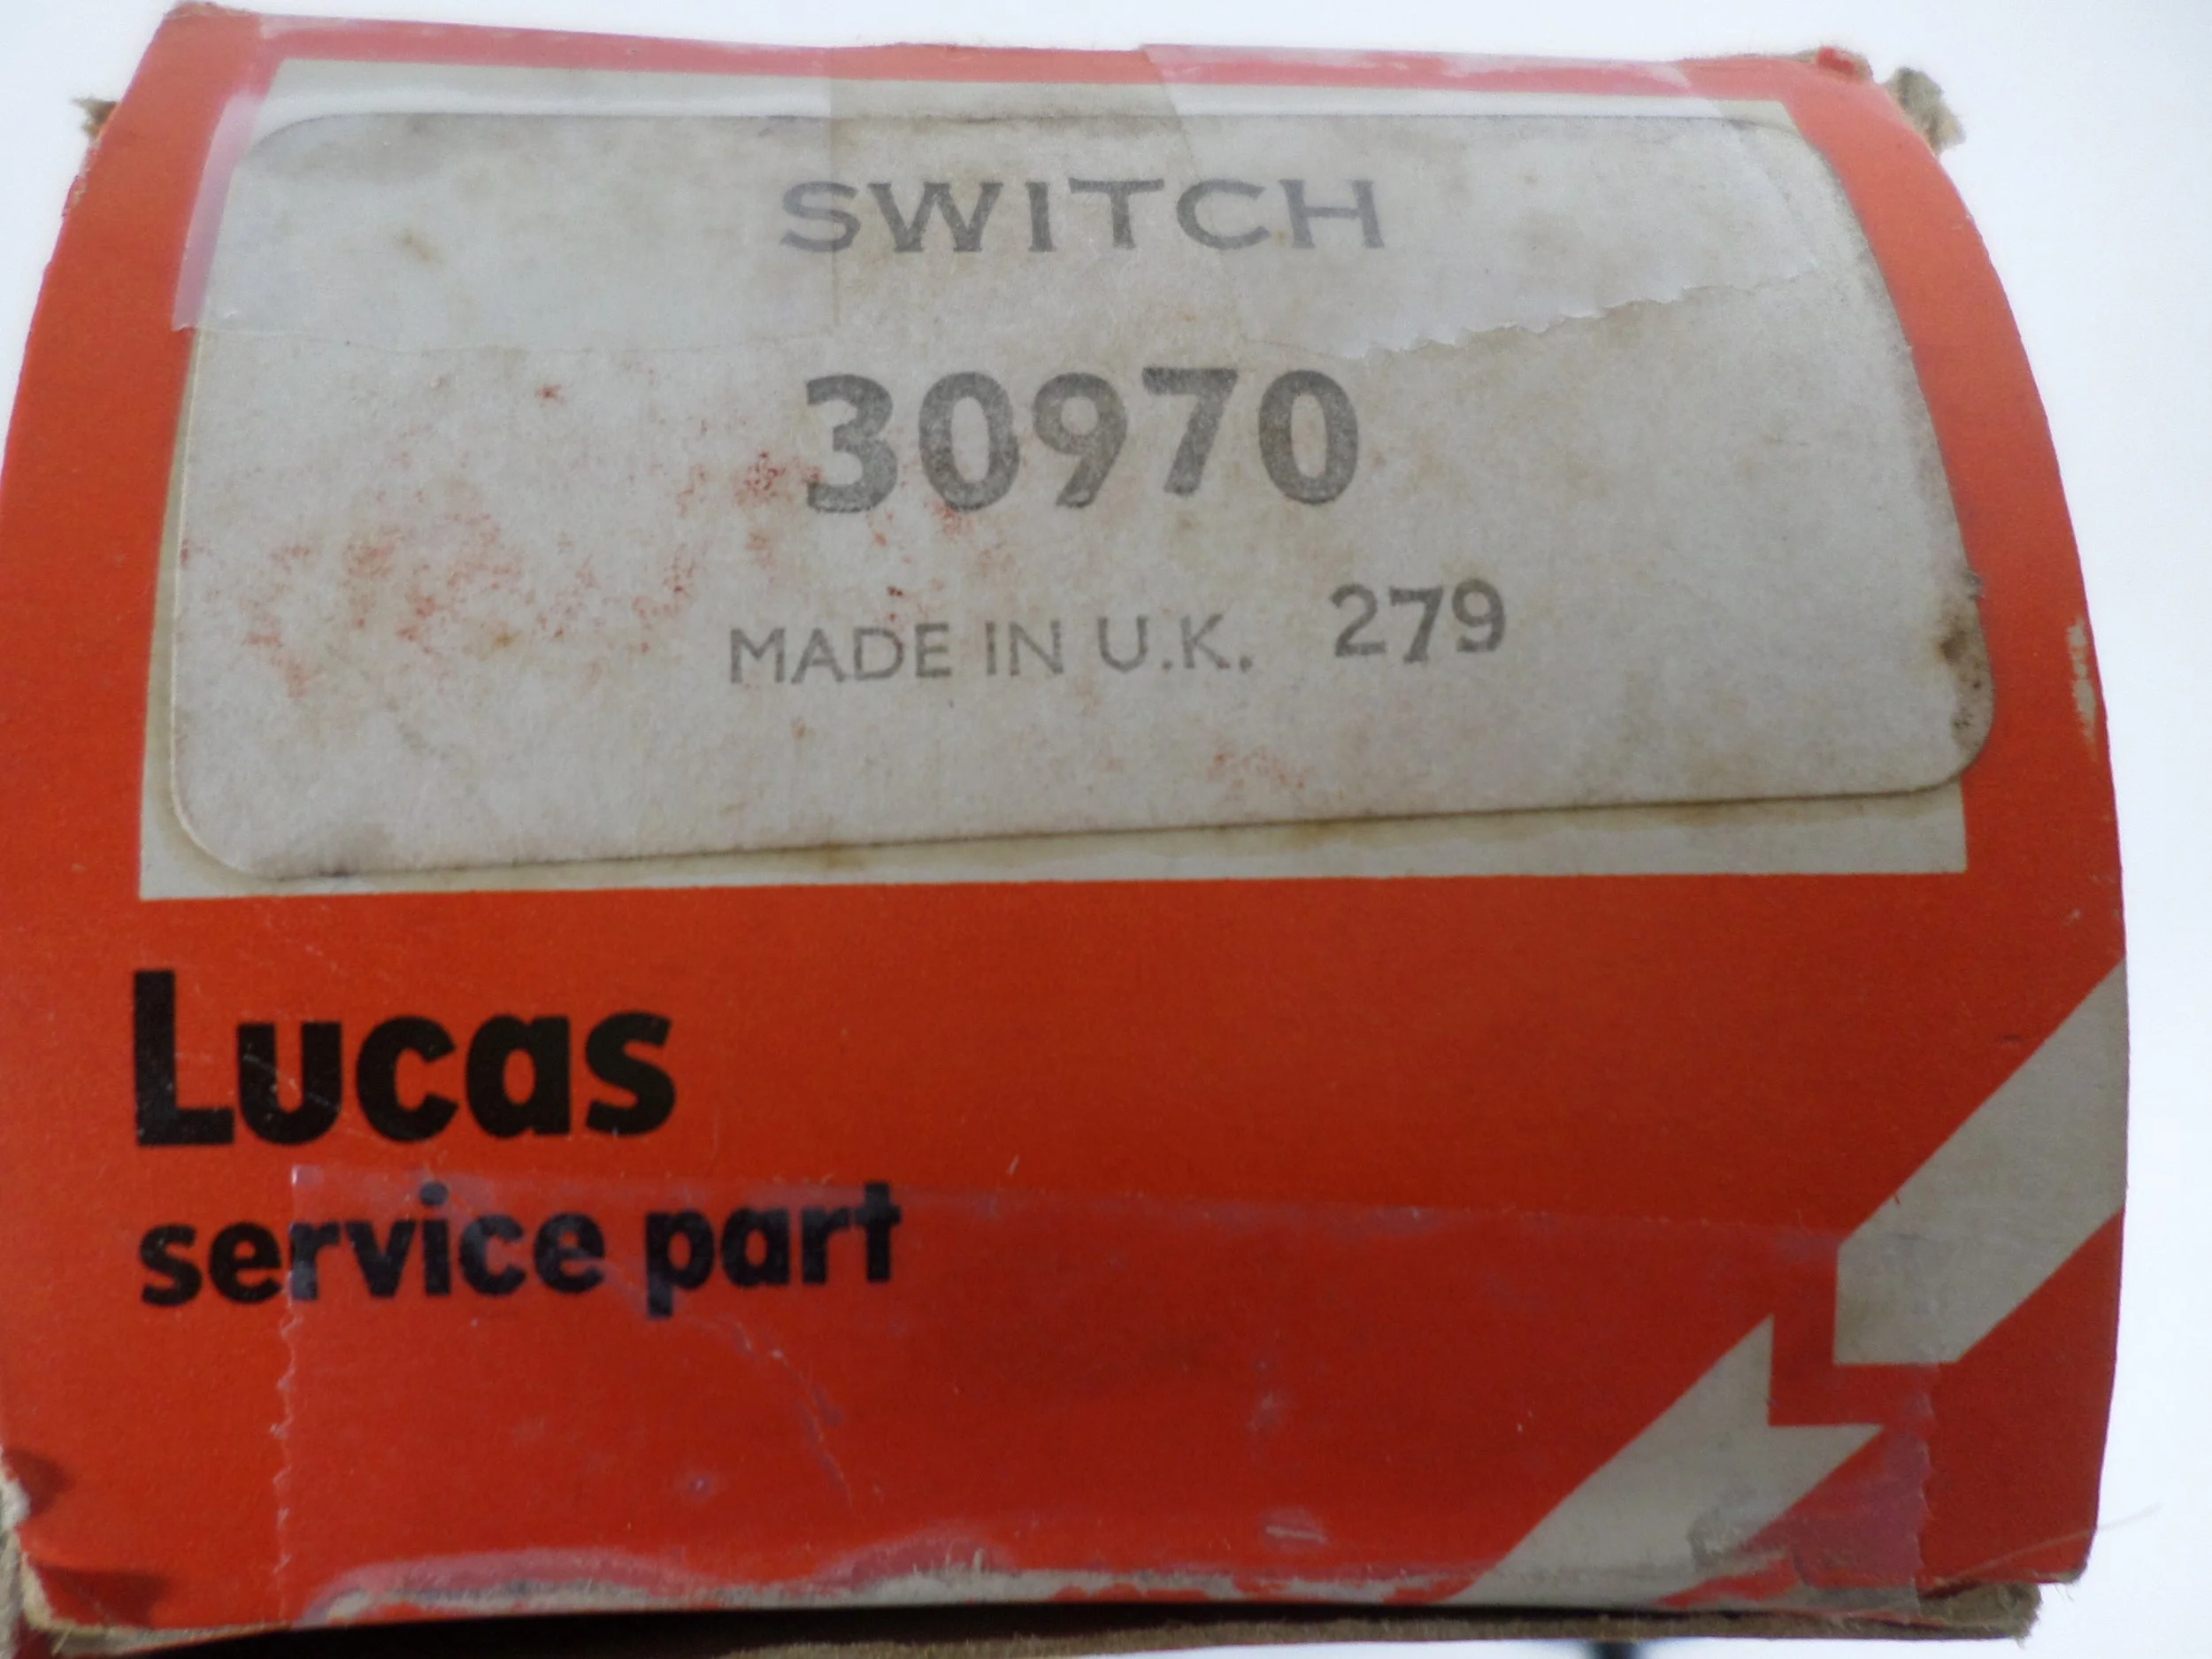 SWITCH
30970
MADE IN U.K. 279
Lucas
service part